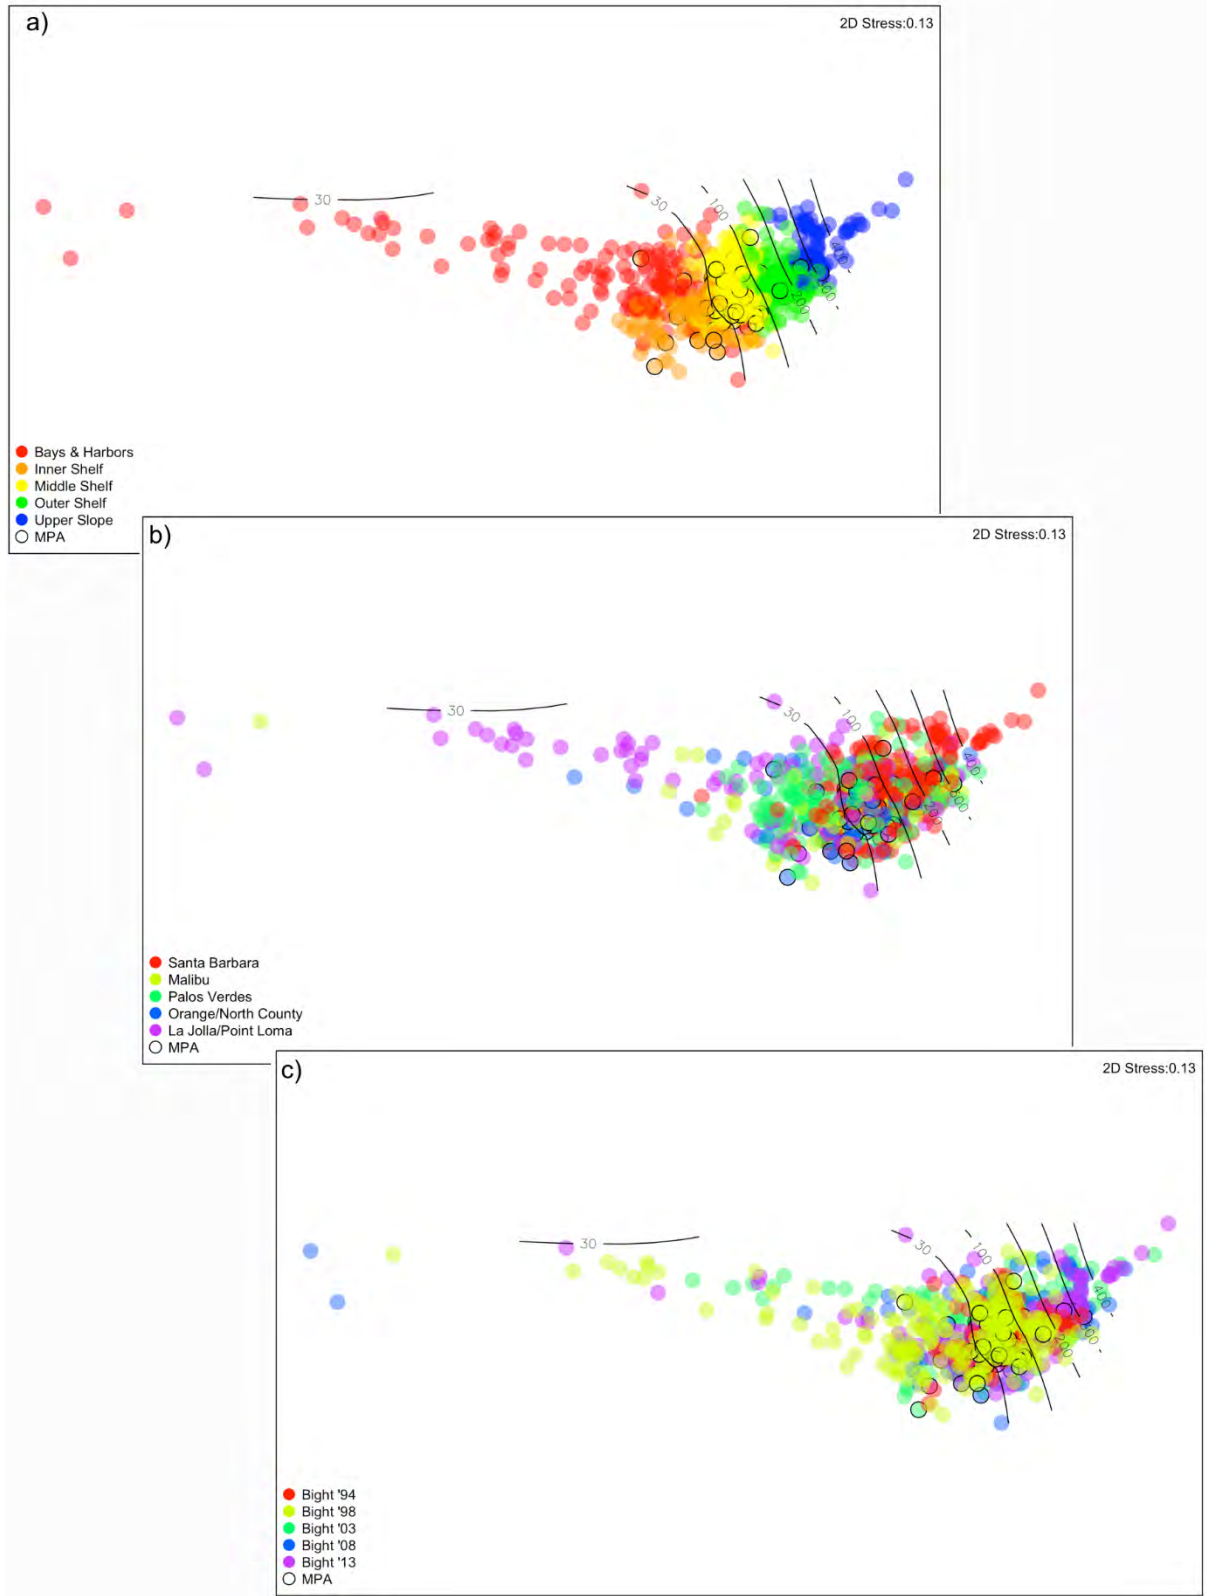 a)
2D Stress:0.13
30
30
100
200
300
400
Bays & Harbors
Inner Shelf
Middle Shelf
Outer Shelf
Upper Slope
MPA
b)
2D Stress:0.13
30
30
100
200
300
400
Santa Barbara
Malibu
Palos Verdes
Orange/North County
La Jolla/Point Loma
MPA
c)
2D Stress:0.13
30
30
100
200
300
400
Bight '94
Bight '98
Bight '03
Bight '08
Bight '13
MPA